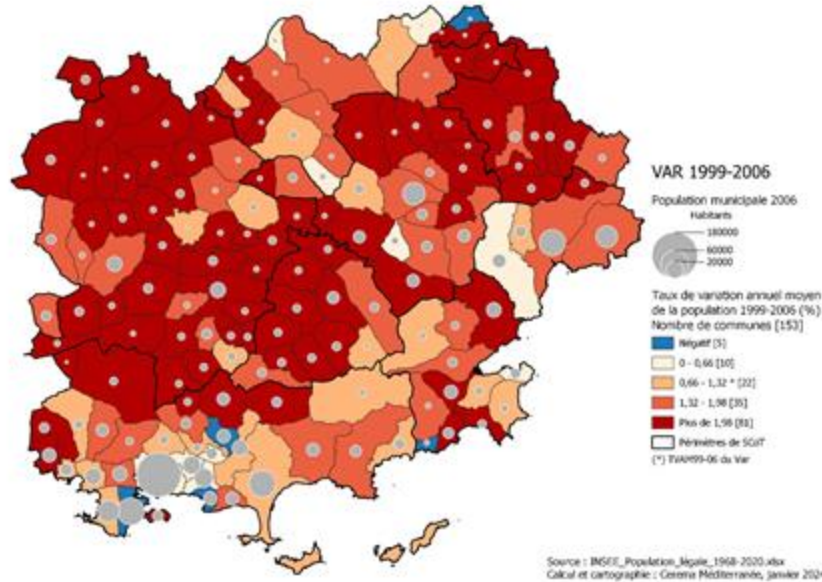 VAR 1999-2006
Population municipale 2006
Habitants
180000
60000
20000
Taux de variation annuel moyen
de la population 1999-2006 (%)
Nombre de communes [153]
Négatif [5]
0 - 0,66 [10]
0,66 - 1,32 * [22]
1,32 - 1,98 [35]
Plus de 1,98 [81]
Périmètres de SCoT
(*) TVAM99-06 du Var
Source : INSEE_Population_légale_1968-2020.xlsx
Calcul et cartographie : Cerema Méditerranée, janvier 2024